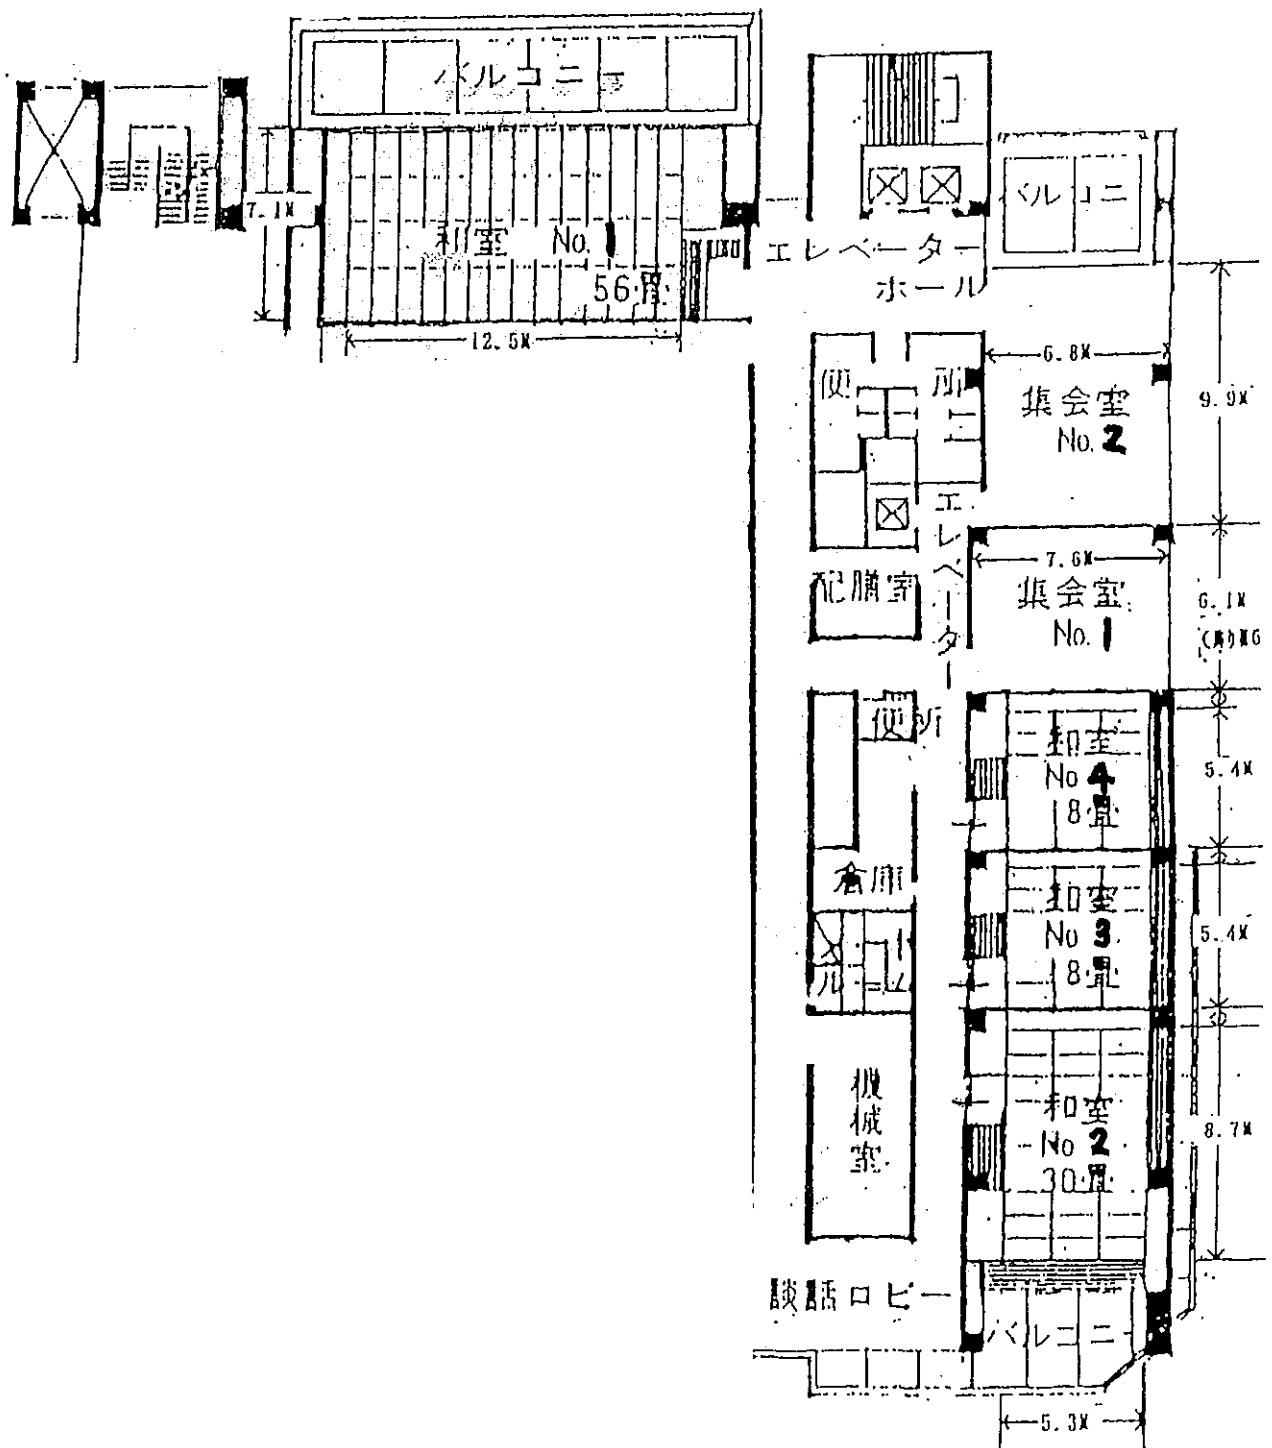 バルコニー
7.1M
和室 No. 1
56畳
12.5M
エレベーター
ホール
バルコニ
6.8M
便所
集会室
No. 2
9.9M
エレベーター
7.6M
配膳室
集会室
No. 1
6.1M
便所
和室
No 4
18畳
5.4M
倉庫
和室
No 3
18畳
5.4M
機械室
和室
No 2
30畳
8.7M
談話ロビー
バルコニー
5.3M